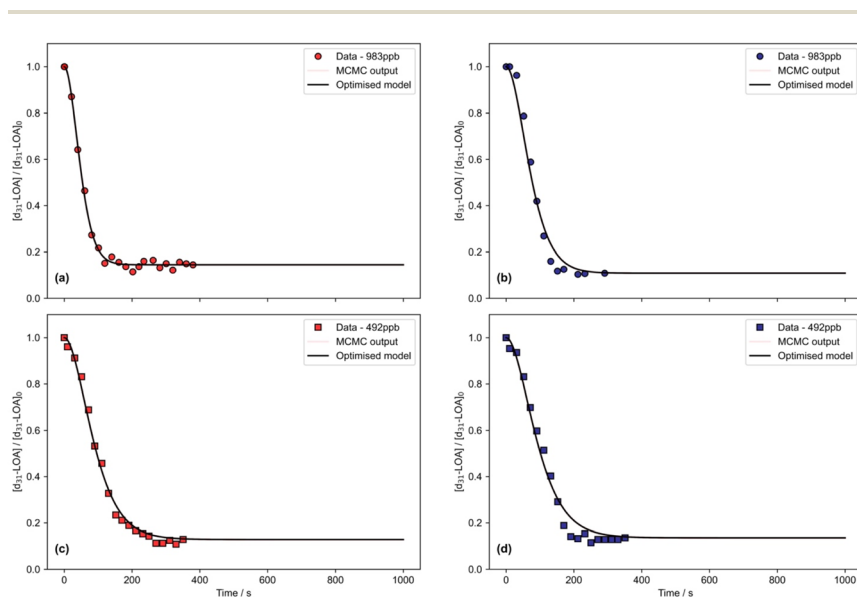 1.0
0.8
0.6
0.4
0.2
0.0
[d₃₁-LOA] / [d₃₁-LOA]₀
Data - 983ppb
MCMC output
Optimised model
(a)
1.0
0.8
0.6
0.4
0.2
0.0
[d₃₁-LOA] / [d₃₁-LOA]₀
Data - 983ppb
MCMC output
Optimised model
(b)
1.0
0.8
0.6
0.4
0.2
0.0
[d₃₁-LOA] / [d₃₁-LOA]₀
Data - 492ppb
MCMC output
Optimised model
(c)
0 200 400 600 800 1000
Time / s
1.0
0.8
0.6
0.4
0.2
0.0
[d₃₁-LOA] / [d₃₁-LOA]₀
Data - 492ppb
MCMC output
Optimised model
(d)
0 200 400 600 800 1000
Time / s